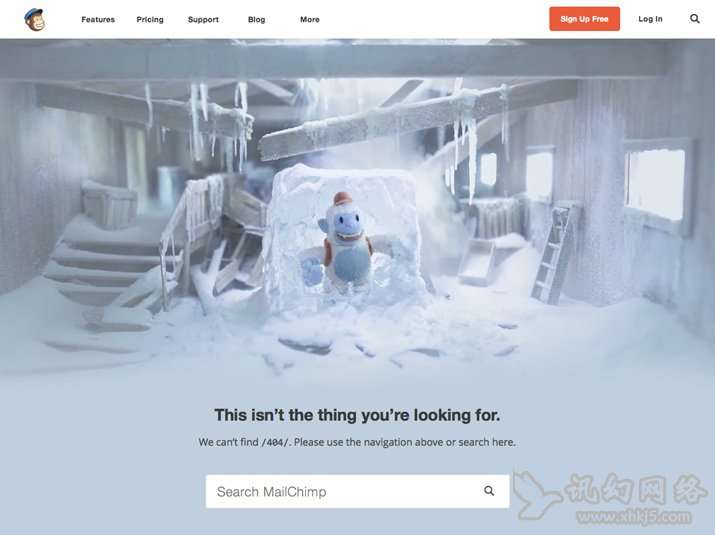 Features Pricing Support Blog More Sign Up Free Log In
This isn't the thing you're looking for.
We can't find /404/. Please use the navigation above or search here.
Search MailChimp
讯幻网络
www.xhkj5.com